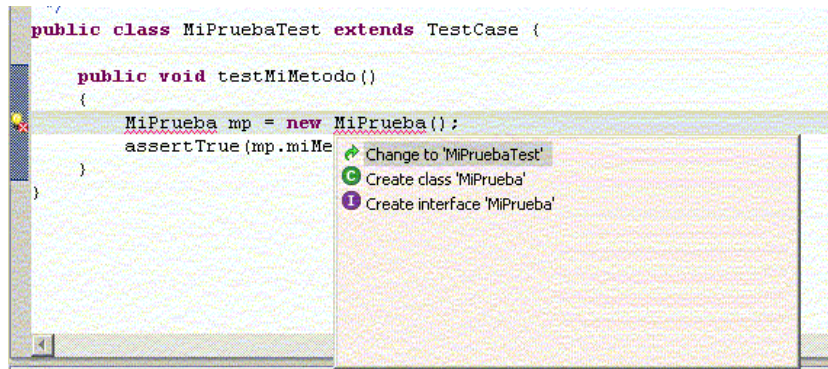 */
public class MiPruebaTest extends TestCase {
public void testMiMetodo()
{
MiPrueba mp = new MiPrueba();
assertTrue(mp.miMe
}
}
Change to 'MiPruebaTest'
Create class 'MiPrueba'
Create interface 'MiPrueba'